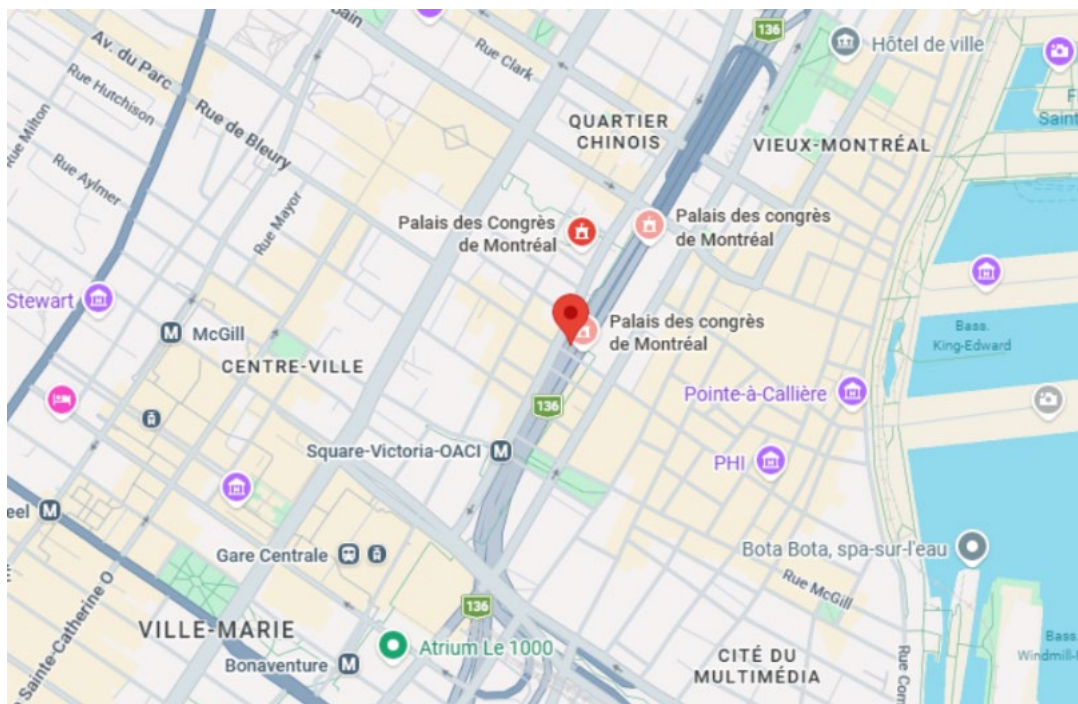 136
Hôtel de ville
Rue Clark
Av. du Parc
Rue Hutchison
Rue de Bleury
Rue Milton
Rue Aylmer
Rue Mayor
QUARTIER
CHINOIS
VIEUX-MONTRÉAL
Palais des Congrès
de Montréal
Palais des congrès
de Montréal
Stewart
M McGill
CENTRE-VILLE
Palais des congrès
de Montréal
Bass.
King-Edward
Pointe-à-Callière
136
Square-Victoria-OACI M
PHI
M
Gare Centrale
Bota Bota, spa-sur-l'eau
Rue McGill
136
VILLE-MARIE
Atrium Le 1000
Bonaventure M
CITÉ DU
MULTIMÉDIA
Bass.
Sainte-Catherine O